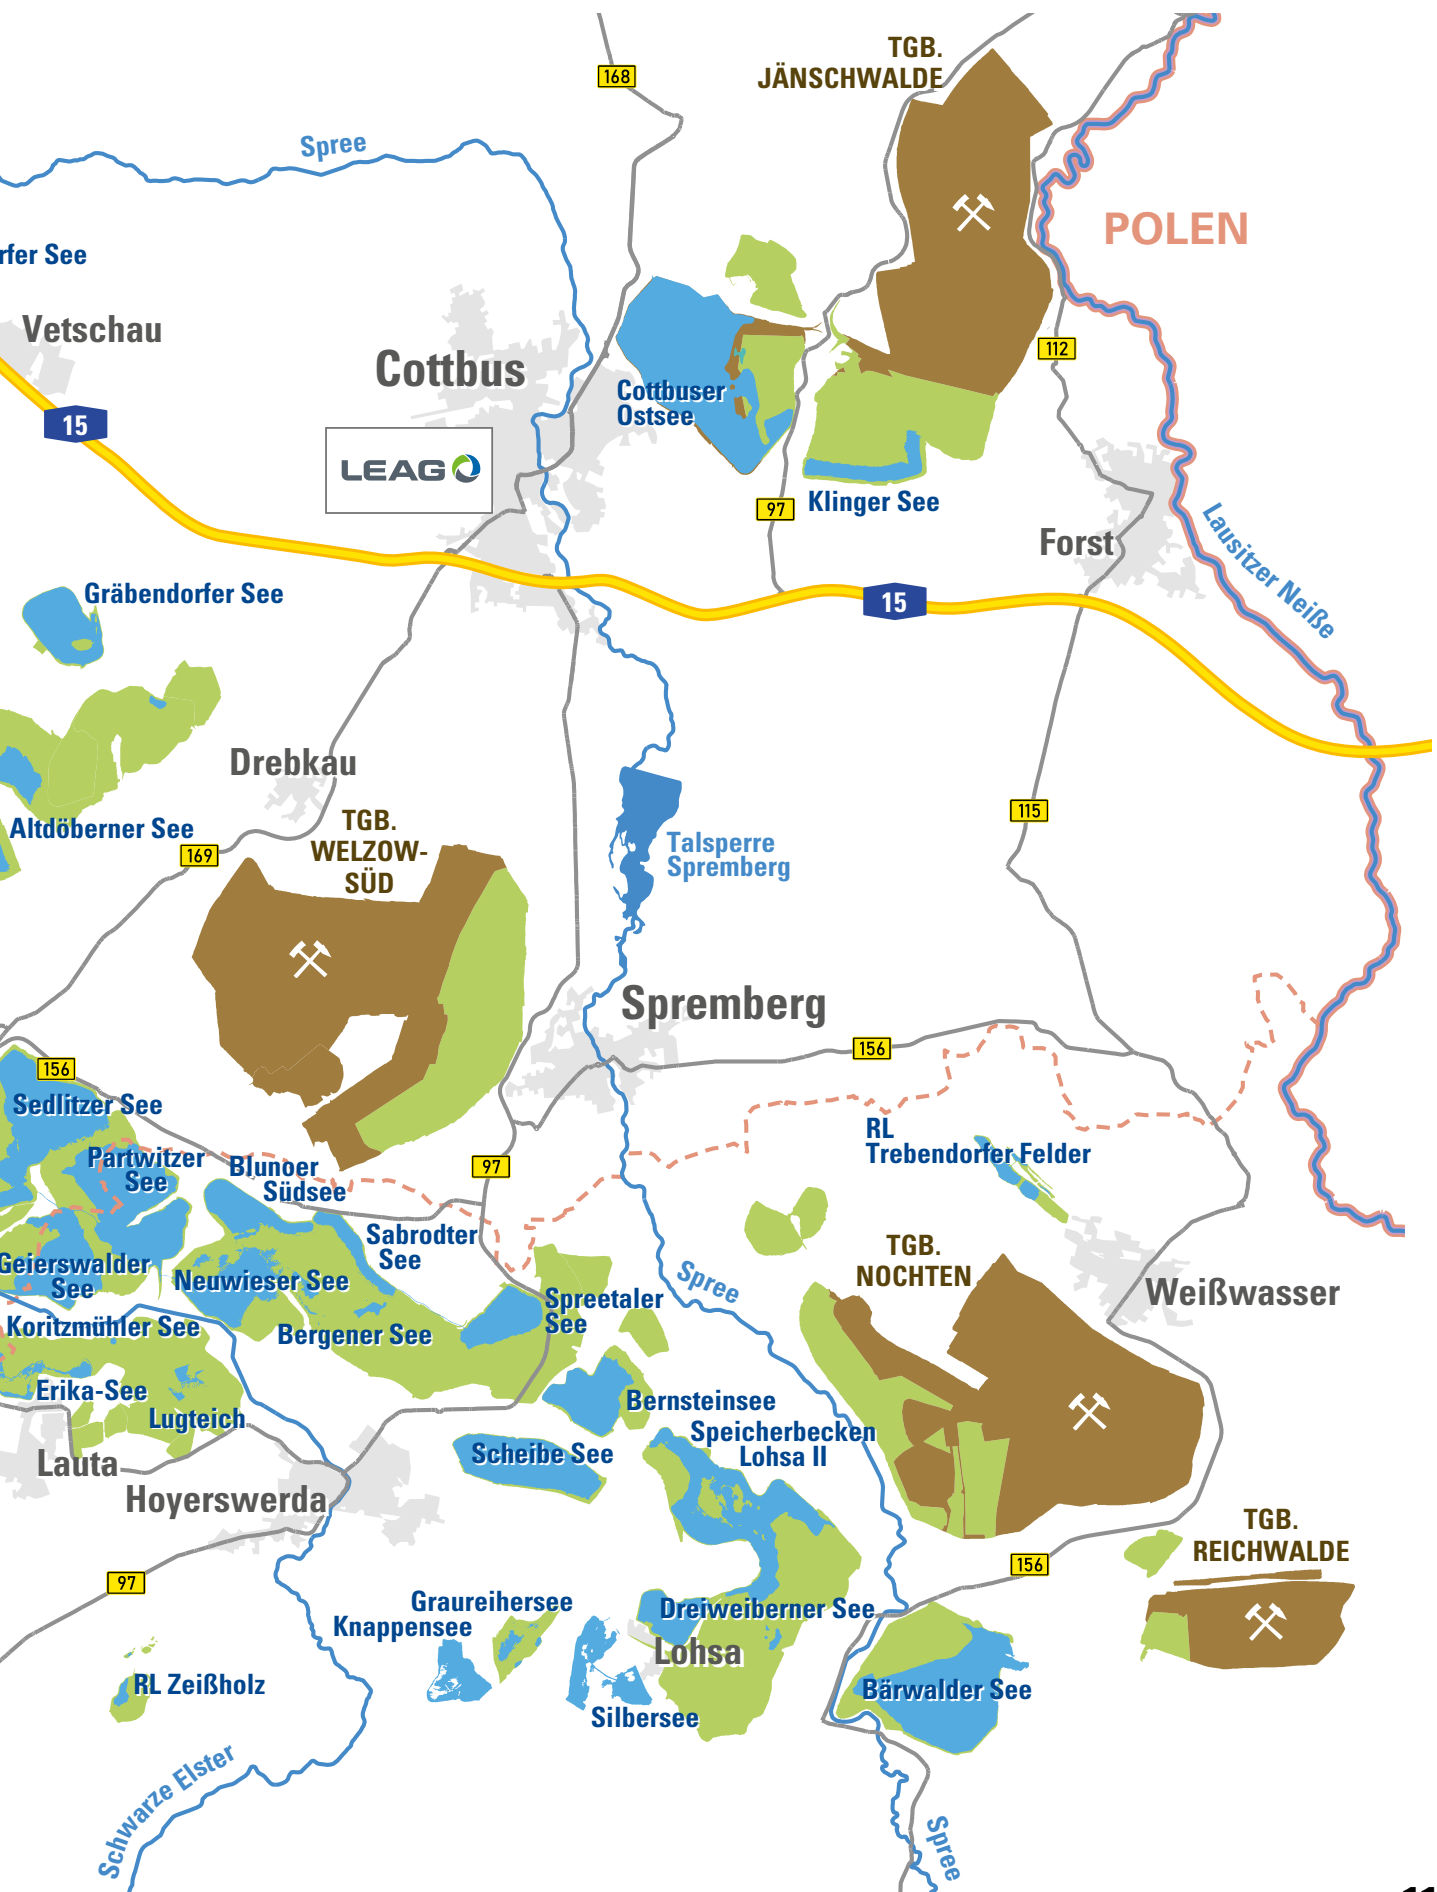 TGB.
JÄNSCHWALDE
168
Spree
POLEN
rfer See
Vetschau
Cottbus
112
Cottbuser
Ostsee
15
LEAG
97
Klinger See
Forst
Lausitzer Neiße
15
Gräbendorfer See
Drebkau
TGB.
WELZOW-
SÜD
115
Altdöberner See
169
Talsperre
Spremberg
Spremberg
156
156
Sedlitzer See
RL
Trebendorfer Felder
Partwitzer
See
Blunoer
Südsee
97
Sabrodter
See
TGB.
NOCHTEN
Geierswalder
See
Neuwieser See
Spree
Weißwasser
Spreetaler
See
Koritzmühler See
Bergener See
Erika-See
Bernsteinsee
Lugteich
Speicherbecken
Lohsa II
Scheibe See
Lauta
Hoyerswerda
TGB.
REICHWALDE
156
97
Graureihersee
Knappensee
Dreiweiberner See
Lohsa
RL Zeißholz
Bärwalder See
Silbersee
Schwarze Elster
Spree